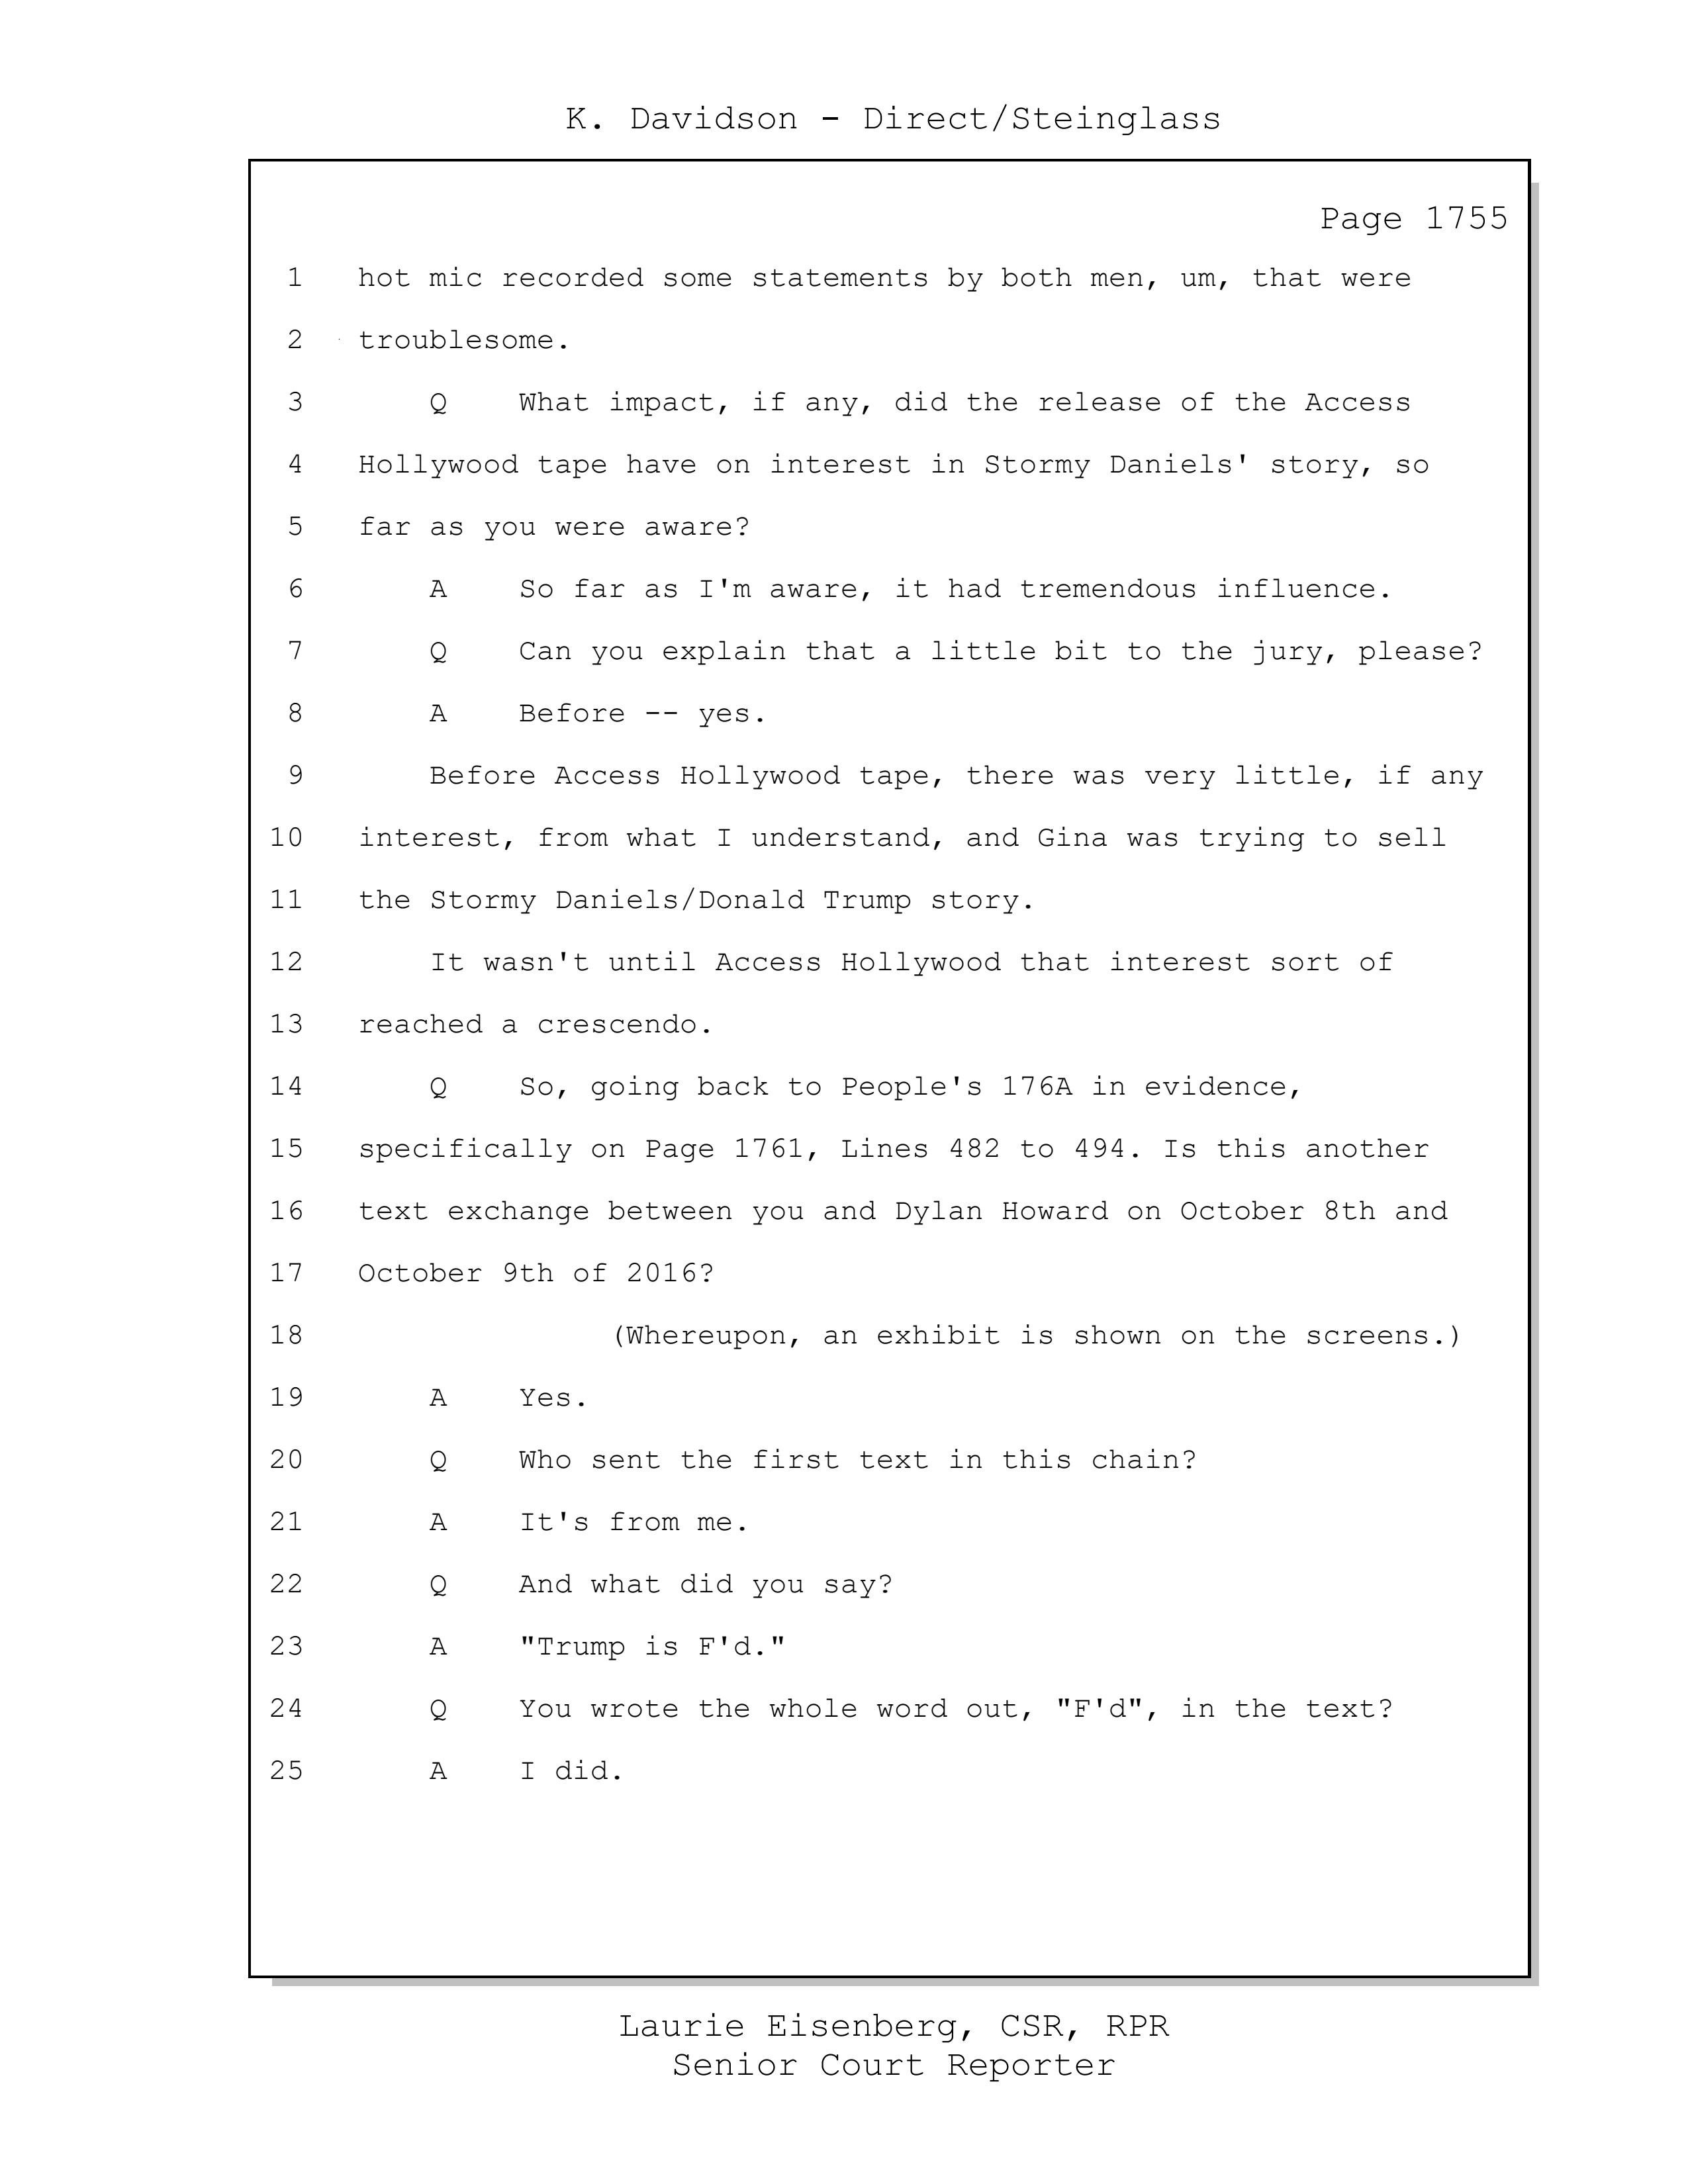 K. Davidson - Direct/Steinglass
Page 1755
1 hot mic recorded some statements by both men, um, that were
2 troublesome.
3 Q What impact, if any, did the release of the Access
4 Hollywood tape have on interest in Stormy Daniels' story, so
5 far as you were aware?
6 A So far as I'm aware, it had tremendous influence.
7 Q Can you explain that a little bit to the jury, please?
8 A Before -- yes.
9 Before Access Hollywood tape, there was very little, if any
10 interest, from what I understand, and Gina was trying to sell
11 the Stormy Daniels/Donald Trump story.
12 It wasn't until Access Hollywood that interest sort of
13 reached a crescendo.
14 Q So, going back to People's 176A in evidence,
15 specifically on Page 1761, Lines 482 to 494. Is this another
16 text exchange between you and Dylan Howard on October 8th and
17 October 9th of 2016?
18 (Whereupon, an exhibit is shown on the screens.)
19 A Yes.
20 Q Who sent the first text in this chain?
21 A It's from me.
22 Q And what did you say?
23 A "Trump is F'd."
24 Q You wrote the whole word out, "F'd", in the text?
25 A I did.
Laurie Eisenberg, CSR, RPR
Senior Court Reporter